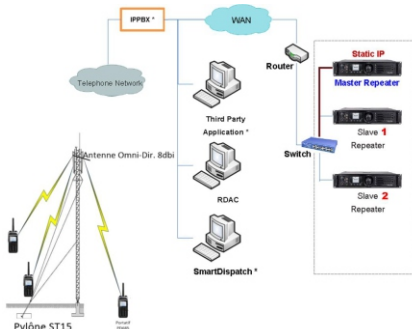 IPPBX *
WAN
Telephone Network
Router
Static IP
Master Repeater
Third Party
Application *
Slave 1
Repeater
Switch
Antenne Omni-Dir. 8dbi
RDAC
Slave 2
Repeater
SmartDispatch *
Pylône ST15